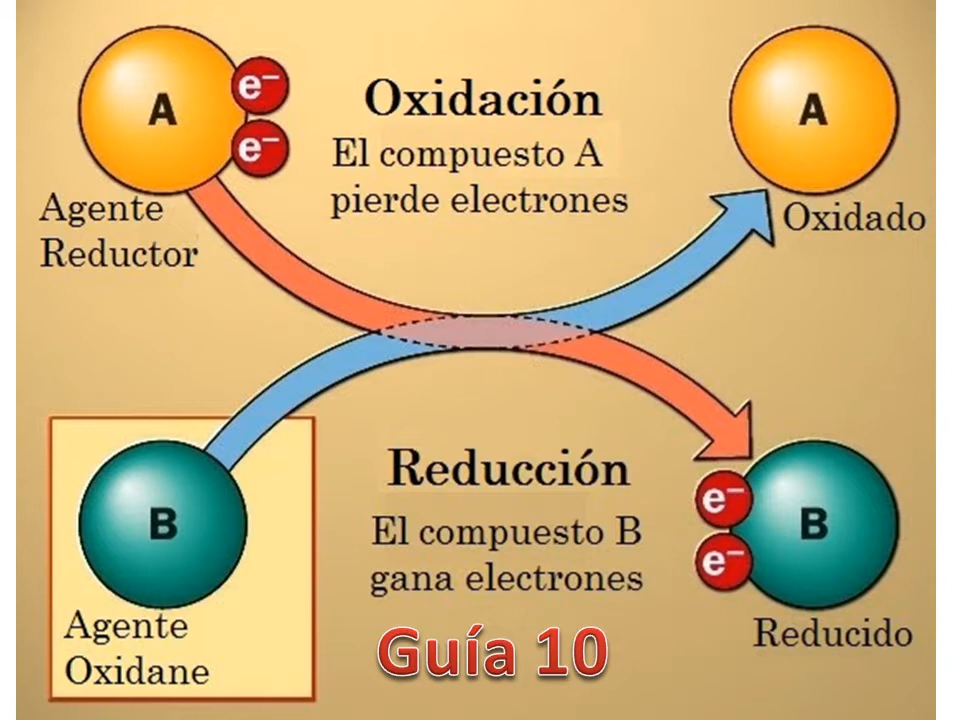 A
e⁻
e⁻
Oxidación
El compuesto A
pierde electrones
A
Agente
Reductor
Oxidado
B
Agente
Oxidane
Reducción
El compuesto B
gana electrones
e⁻
e⁻
B
Reducido
Guía 10